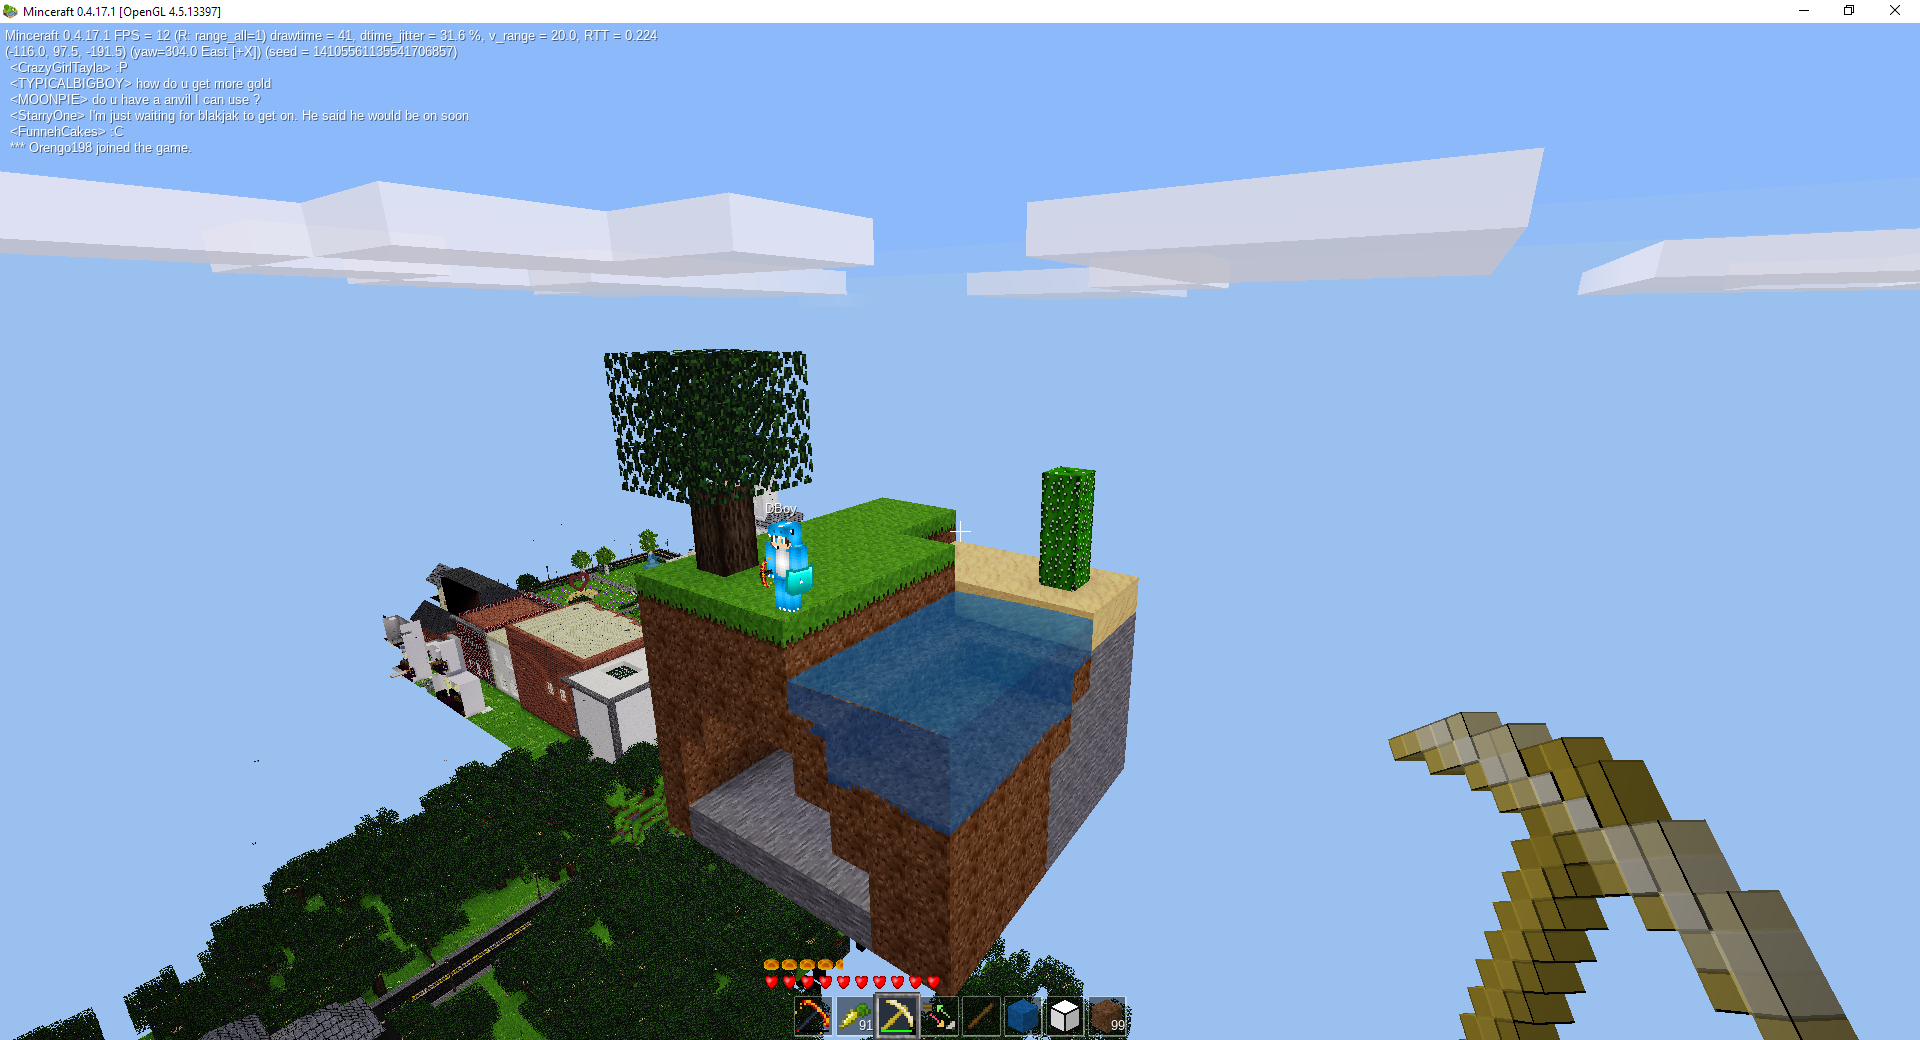 Minceraft 0.4.17.1 [OpenGL 4.5.13397]
Minceraft 0.4.17.1 FPS = 12 (R: range_all=1) drawtime = 41, dtime_jitter = 31.6 %, v_range = 20.0, RTT = 0.224
(-116.0, 97.5, -191.5) (yaw=304.0 East [+X]) (seed = 14105561135541706857)
<CrazyGirlTayla> :P
<TYPICALBIGBOY> how do u get more gold
<MOONPIE> do u have a anvil I can use ?
<StarryOne> I'm just waiting for blakjak to get on. He said he would be on soon
<FunnehCakes> :C
*** Orengo198 joined the game.
DBoy
91
99